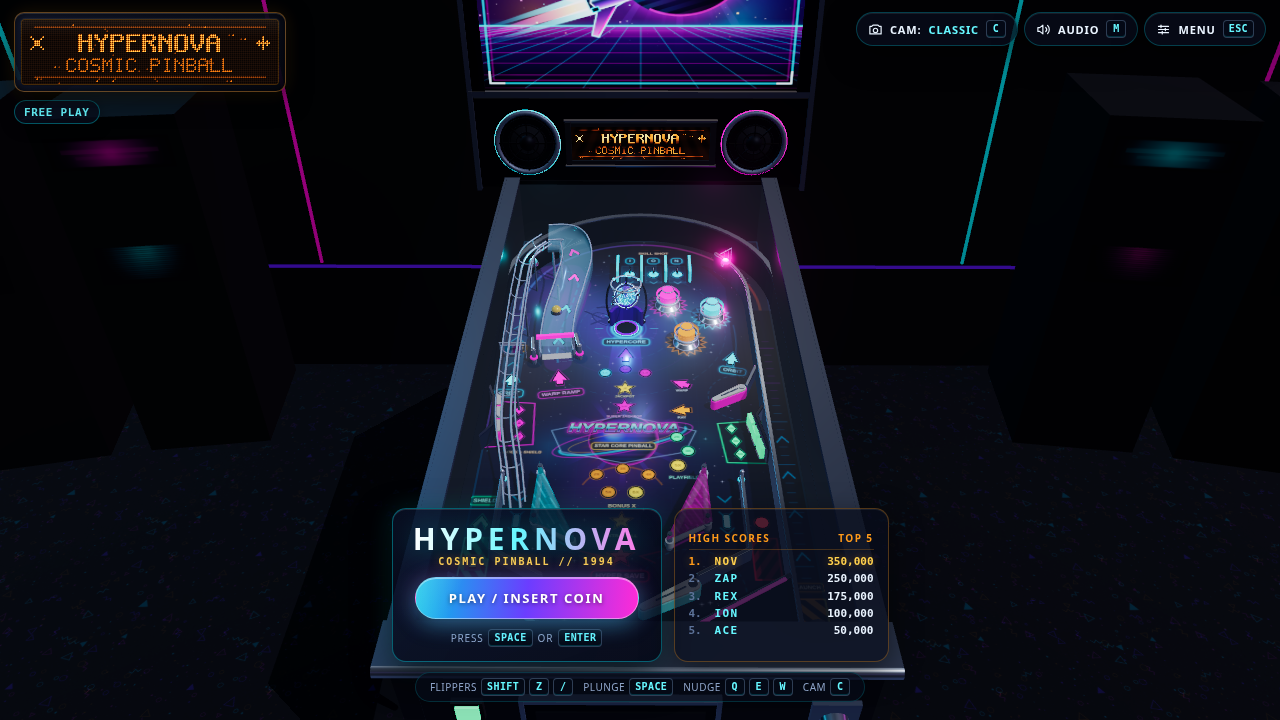 HYPERNOVA
COSMIC PINBALL
FREE PLAY
CAM: CLASSIC C
AUDIO M
MENU ESC
HYPERNOVA
COSMIC PINBALL
HYPERCORE
WARP RAMP
ORBIT
HYPERNOVA
STAR CORE PINBALL
BONUS X
HYPERNOVA
COSMIC PINBALL // 1994
PLAY / INSERT COIN
PRESS SPACE OR ENTER
HIGH SCORES TOP 5
1. NOV 350,000
2. ZAP 250,000
3. REX 175,000
4. ION 100,000
5. ACE 50,000
FLIPPERS SHIFT Z / PLUNGE SPACE NUDGE Q E W CAM C